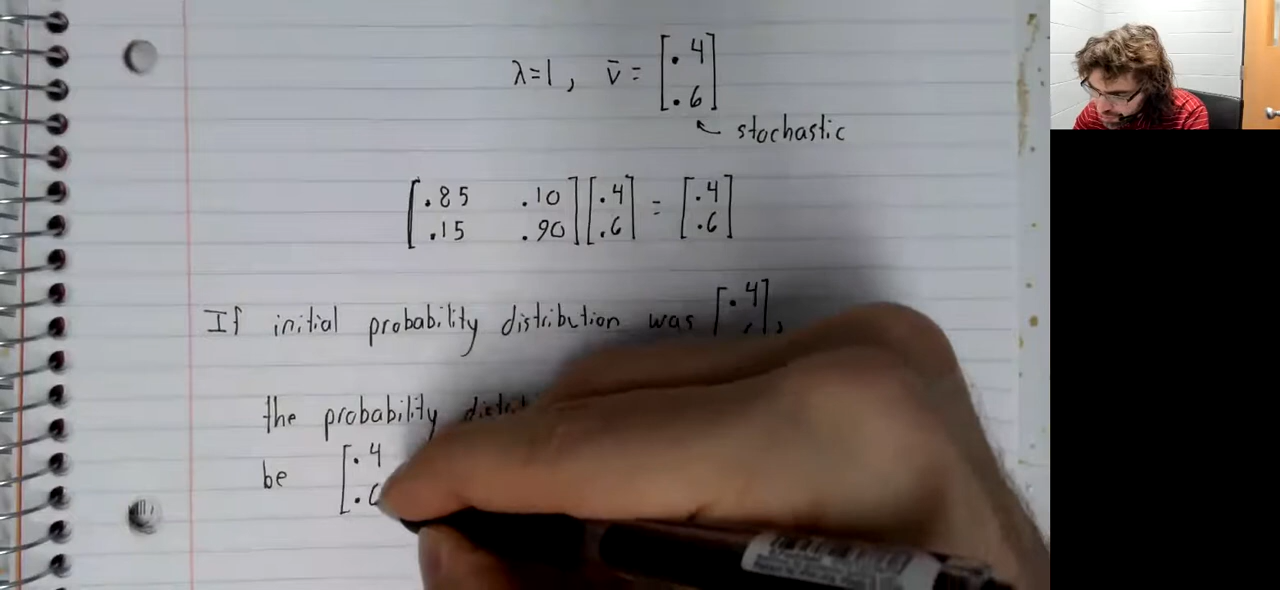 λ=1, v̄ = [.4 .6]
↖ stochastic
[.85 .10 .15 .90] [.4 .6] = [.4 .6]
If initial probability distribution was [.4
the probability
be [.4 .6